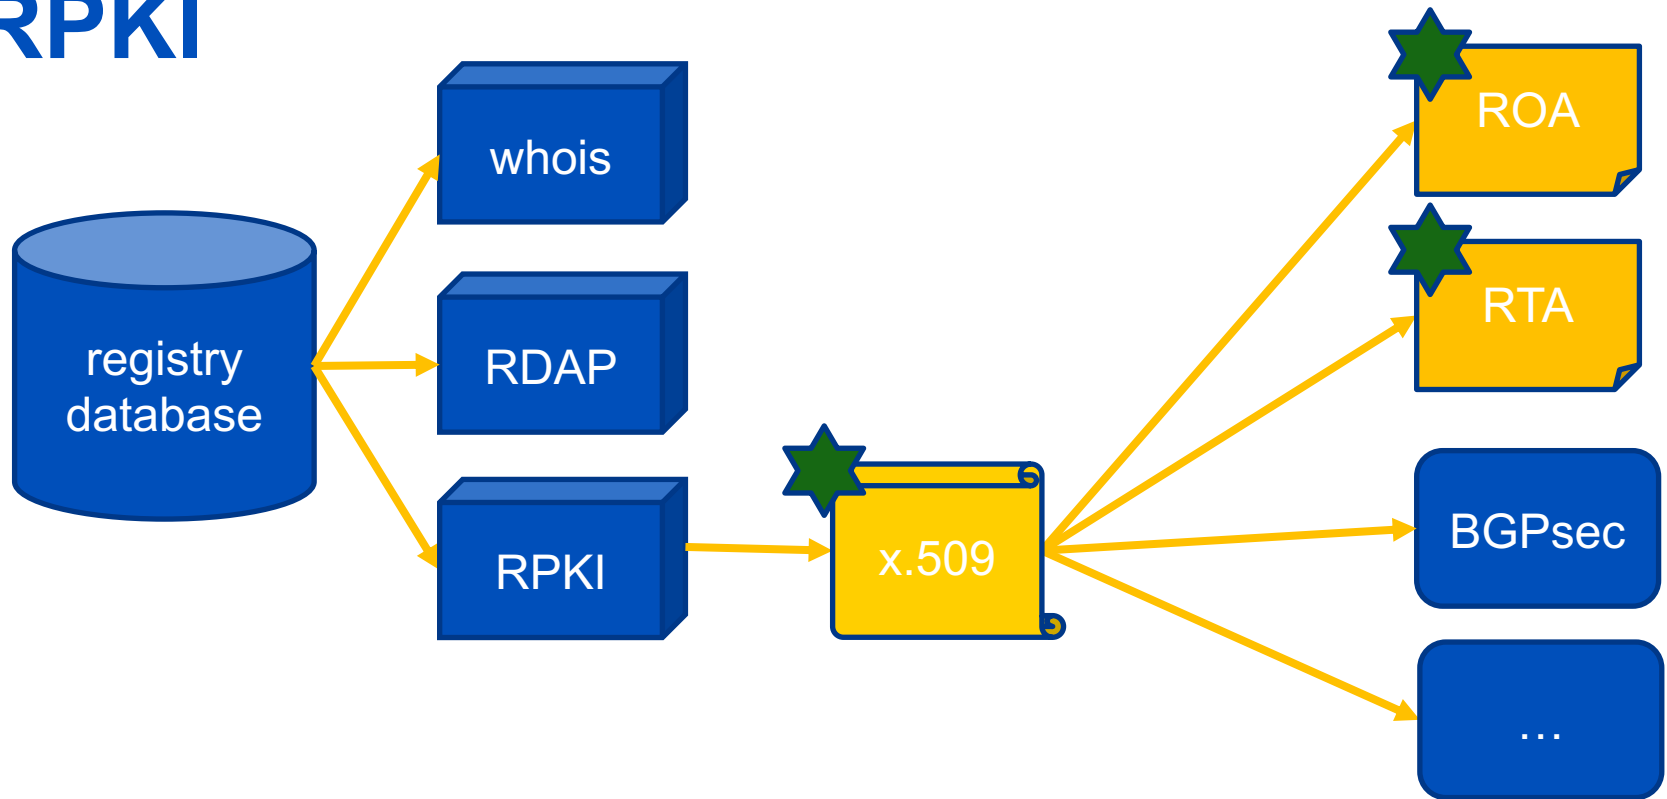 RPKI
whois
registry
database
RDAP
RPKI
x.509
ROA
RTA
BGPsec
...